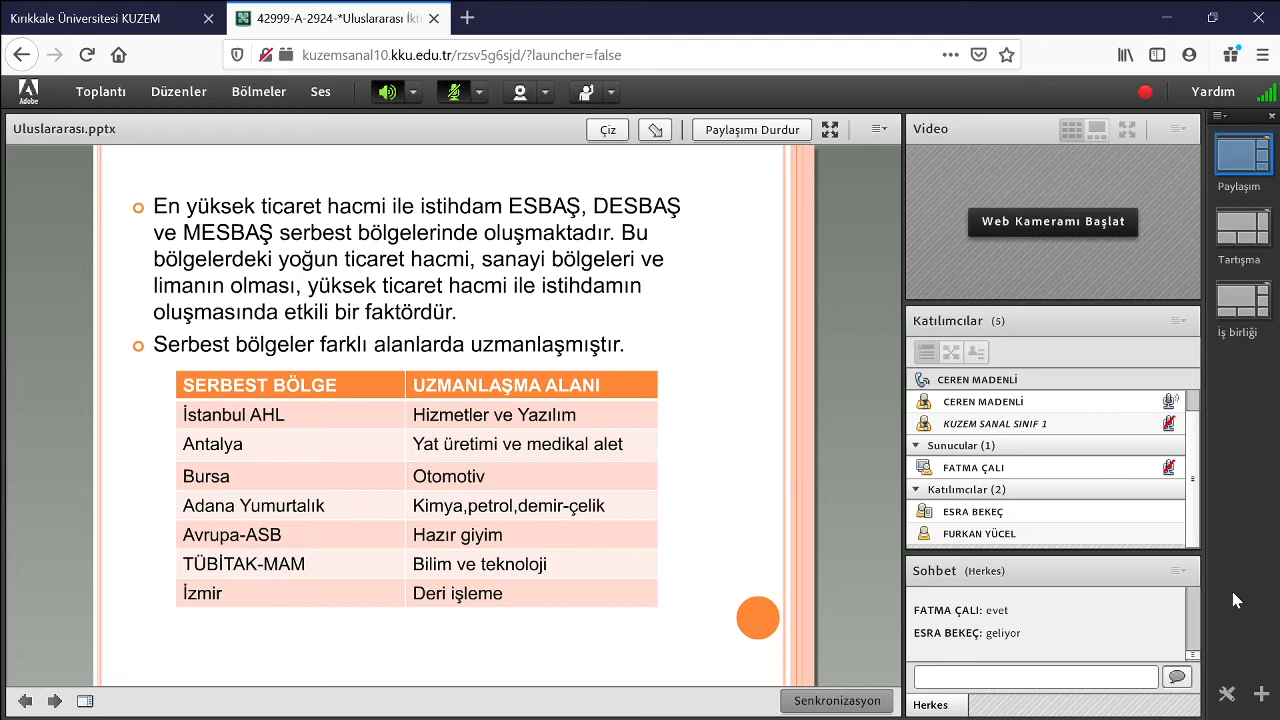 Kırıkkale Üniversitesi KUZEM
42999-A-2924-*Uluslararası İkti
kuzemsanal10.kku.edu.tr/rzsv5g6sjd/?launcher=false
Adobe
Toplantı
Düzenler
Bölmeler
Ses
Yardım
Uluslararası.pptx
Çiz
Paylaşımı Durdur
En yüksek ticaret hacmi ile istihdam ESBAŞ, DESBAŞ
ve MESBAŞ serbest bölgelerinde oluşmaktadır. Bu
bölgelerdeki yoğun ticaret hacmi, sanayi bölgeleri ve
limanın olması, yüksek ticaret hacmi ile istihdamın
oluşmasında etkili bir faktördür.
Serbest bölgeler farklı alanlarda uzmanlaşmıştır.
SERBEST BÖLGE UZMANLAŞMA ALANI
İstanbul AHL Hizmetler ve Yazılım
Antalya Yat üretimi ve medikal alet
Bursa Otomotiv
Adana Yumurtalık Kimya,petrol,demir-çelik
Avrupa-ASB Hazır giyim
TÜBİTAK-MAM Bilim ve teknoloji
İzmir Deri işleme
Senkronizasyon
Video
Web Kameramı Başlat
Katılımcılar (5)
CEREN MADENLİ
CEREN MADENLİ
KUZEM SANAL SINIF 1
Sunucular (1)
FATMA ÇALI
Katılımcılar (2)
ESRA BEKEÇ
FURKAN YÜCEL
Sohbet (Herkes)
FATMA ÇALI: evet
ESRA BEKEÇ: geliyor
Herkes
Paylaşım
Tartışma
İş birliği